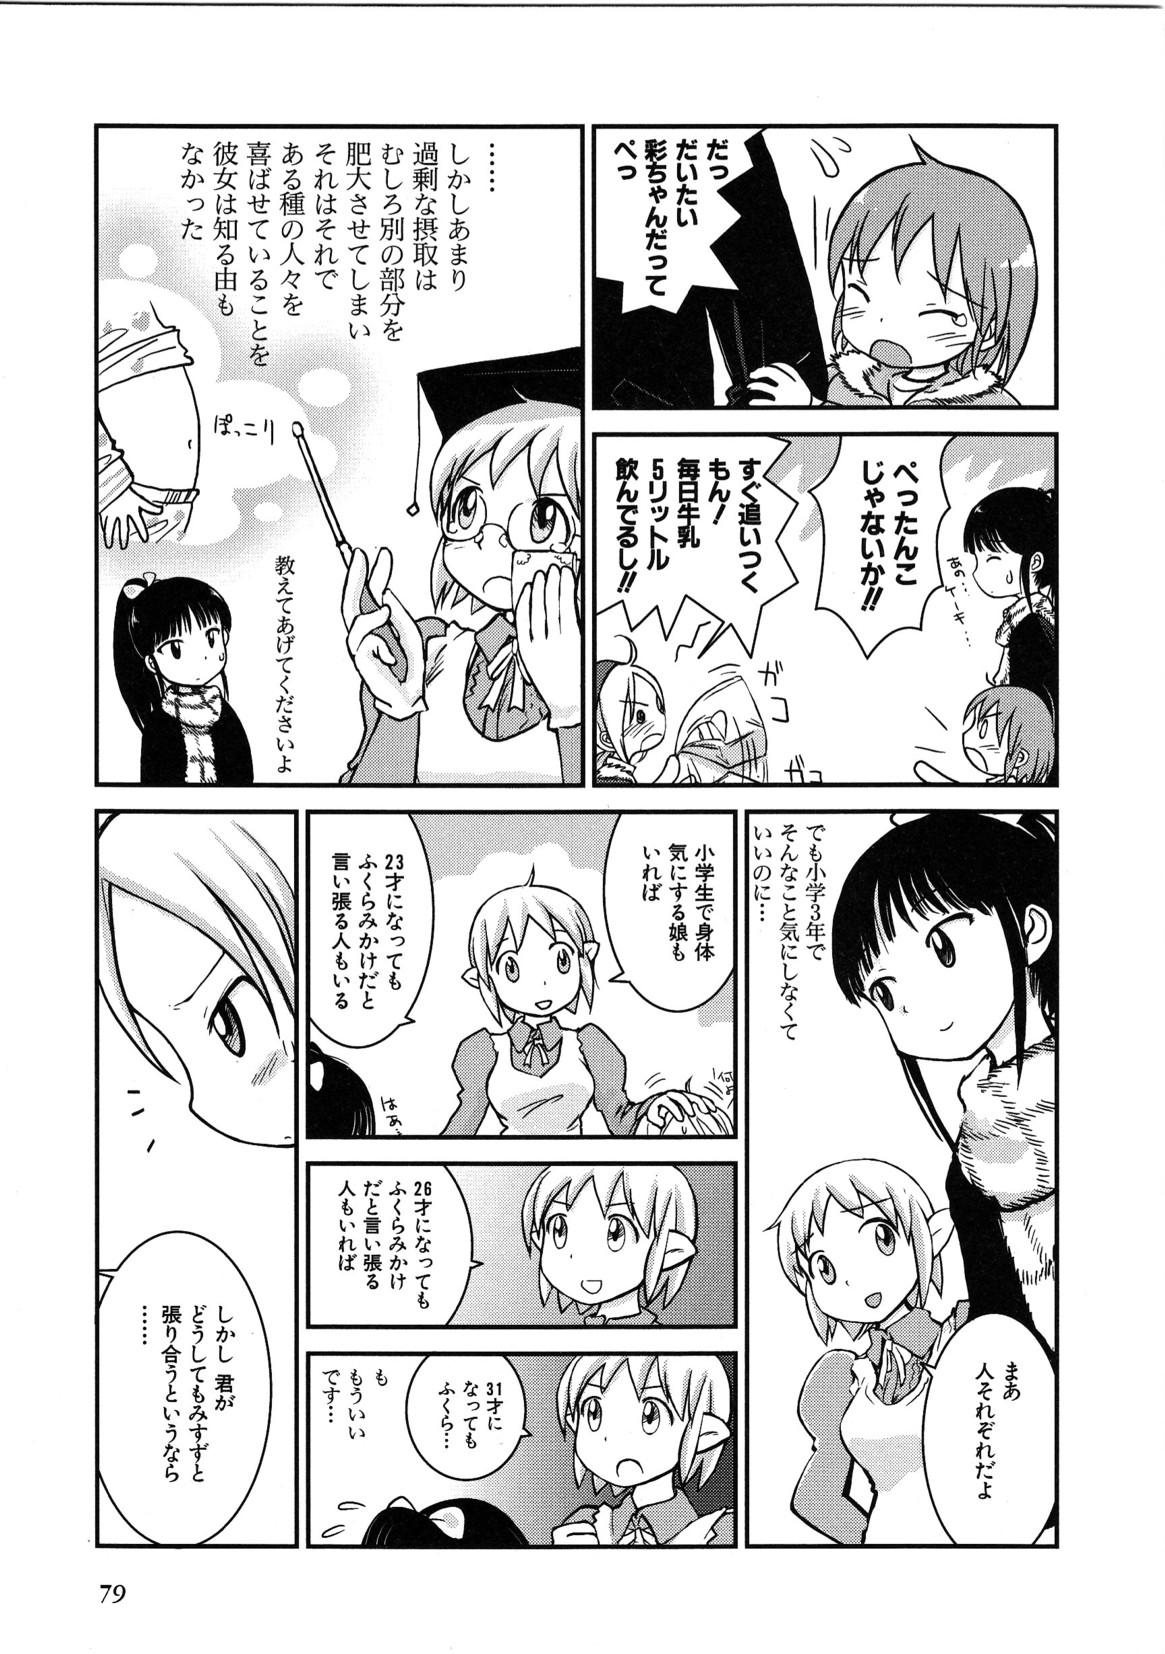 だっ
だいたい
彩ちゃんだって
ぺっ
ぺったんこ
じゃないか!!
あの…
ケーキ…
すぐ追いつく
もん!
毎日牛乳
5リットル
飲んでるし!!
ガコ
ガコ
……
しかしあまり
過剰な摂取は
むしろ別の部分を
肥大させてしまい
それはそれで
ある種の人々を
喜ばせていることを
彼女は知る由も
なかった
ぽっこり
教えてあげてくださいよ
でも小学3年で
そんなこと気にしなくて
いいのに…
まあ
人それぞれだよ
小学生で身体
気にする娘も
いれば
23才になっても
ふくらみかけだと
言い張る人もいる
何よ
はぁ…
26才になっても
ふくらみかけ
だと言い張る
人もいれば
31才に
なっても
ふくら…
も
もういい
です…
しかし 君が
どうしてもみすずと
張り合うというなら
……
79